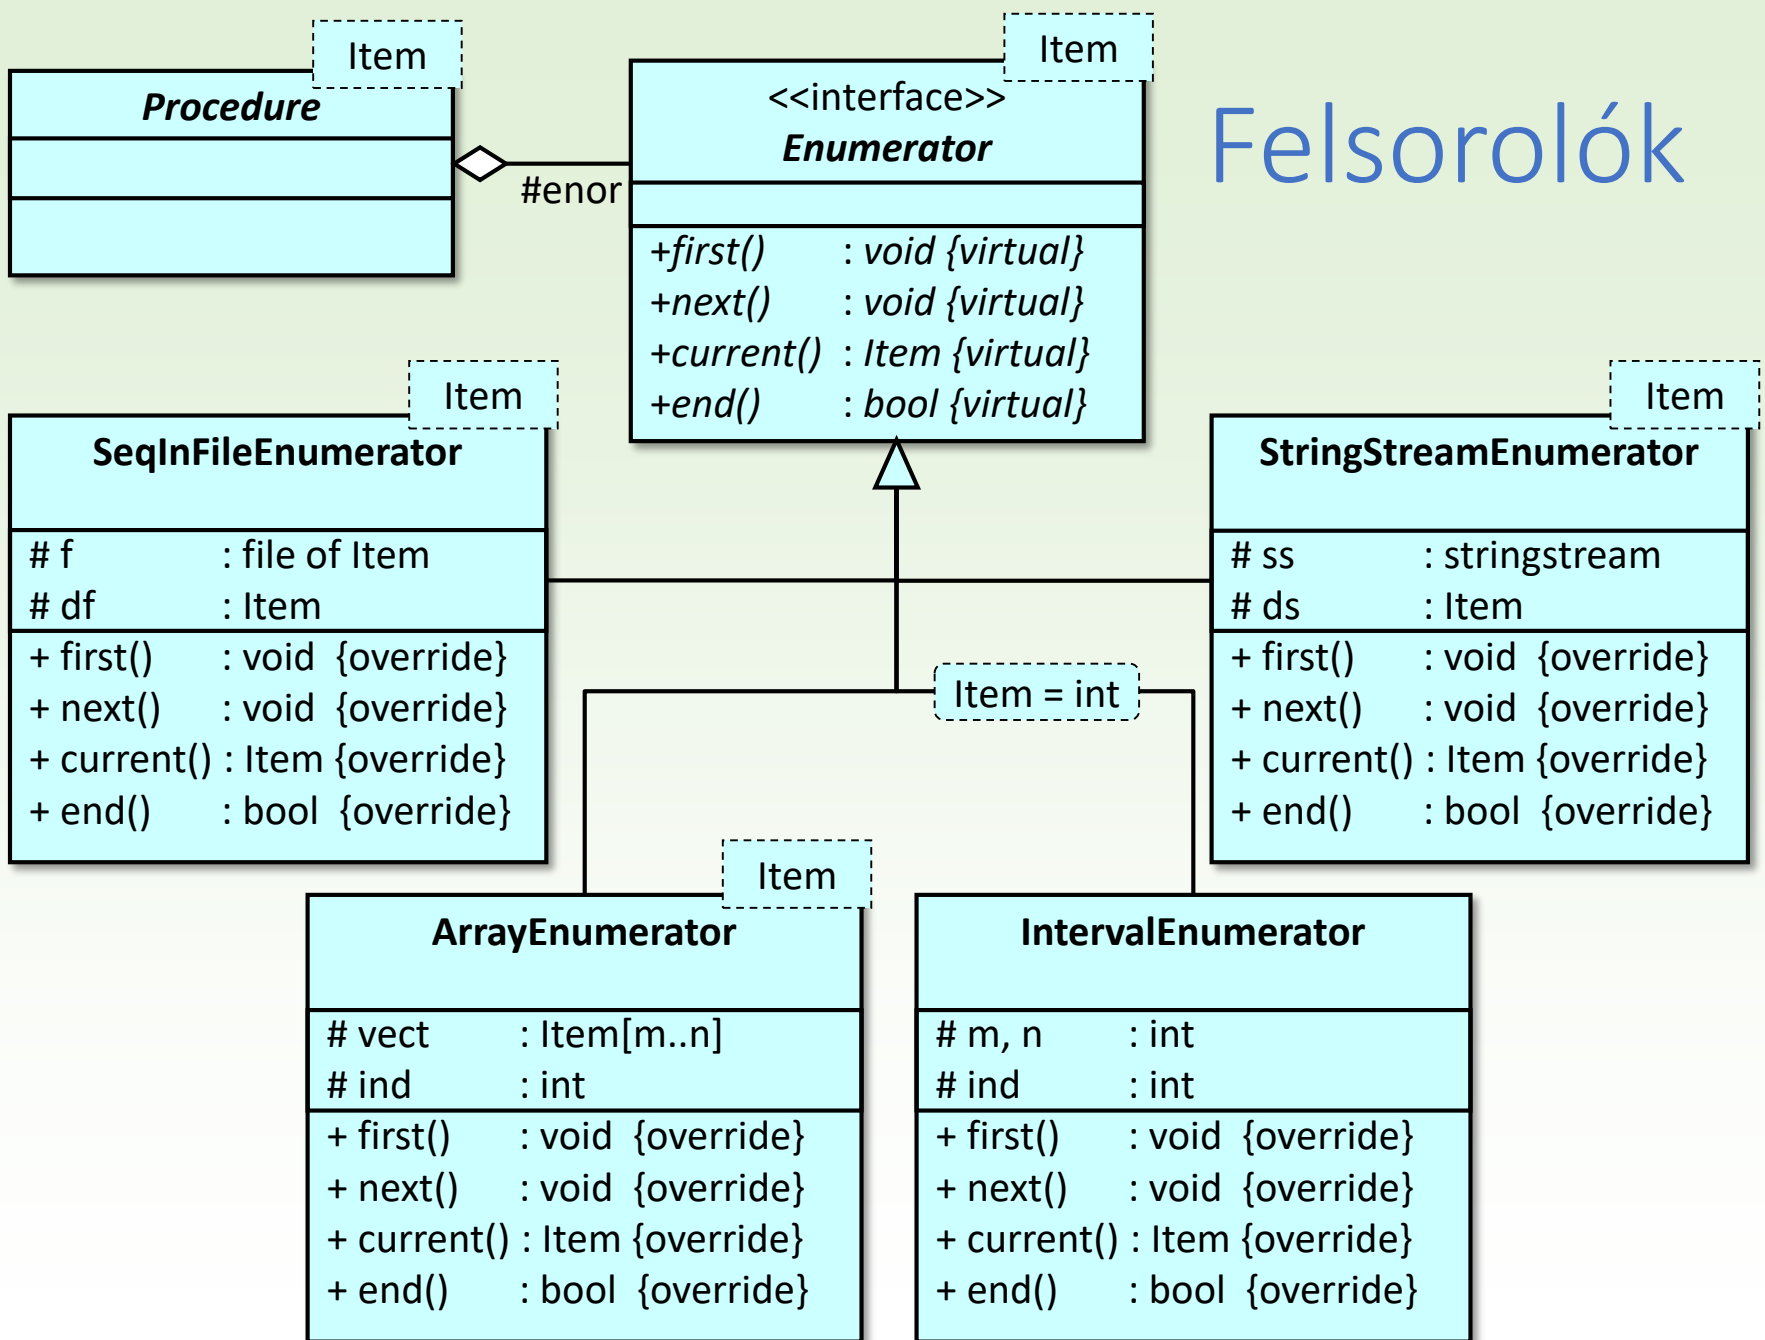 Item
Procedure
#enor
Item
<<interface>>
Enumerator
+first() : void {virtual}
+next() : void {virtual}
+current() : Item {virtual}
+end() : bool {virtual}
Felsorolók
Item
SeqInFileEnumerator
# f : file of Item
# df : Item
+ first() : void {override}
+ next() : void {override}
+ current() : Item {override}
+ end() : bool {override}
Item
StringStreamEnumerator
# ss : stringstream
# ds : Item
+ first() : void {override}
+ next() : void {override}
+ current() : Item {override}
+ end() : bool {override}
Item = int
Item
ArrayEnumerator
# vect : Item[m..n]
# ind : int
+ first() : void {override}
+ next() : void {override}
+ current() : Item {override}
+ end() : bool {override}
IntervalEnumerator
# m, n : int
# ind : int
+ first() : void {override}
+ next() : void {override}
+ current() : Item {override}
+ end() : bool {override}